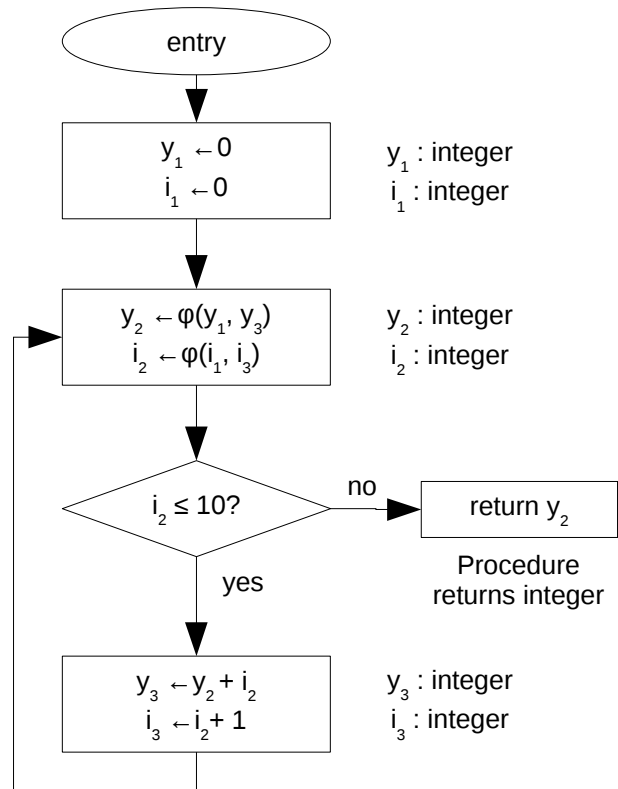 entry
y₁ ←0
i₁ ←0
y₁ : integer
i₁ : integer
y₂ ←φ(y₁, y₃)
i₂ ←φ(i₁, i₃)
y₂ : integer
i₂ : integer
i₂ ≤ 10?
no
return y₂
Procedure
returns integer
yes
y₃ ←y₂ + i₂
i₃ ←i₂+ 1
y₃ : integer
i₃ : integer